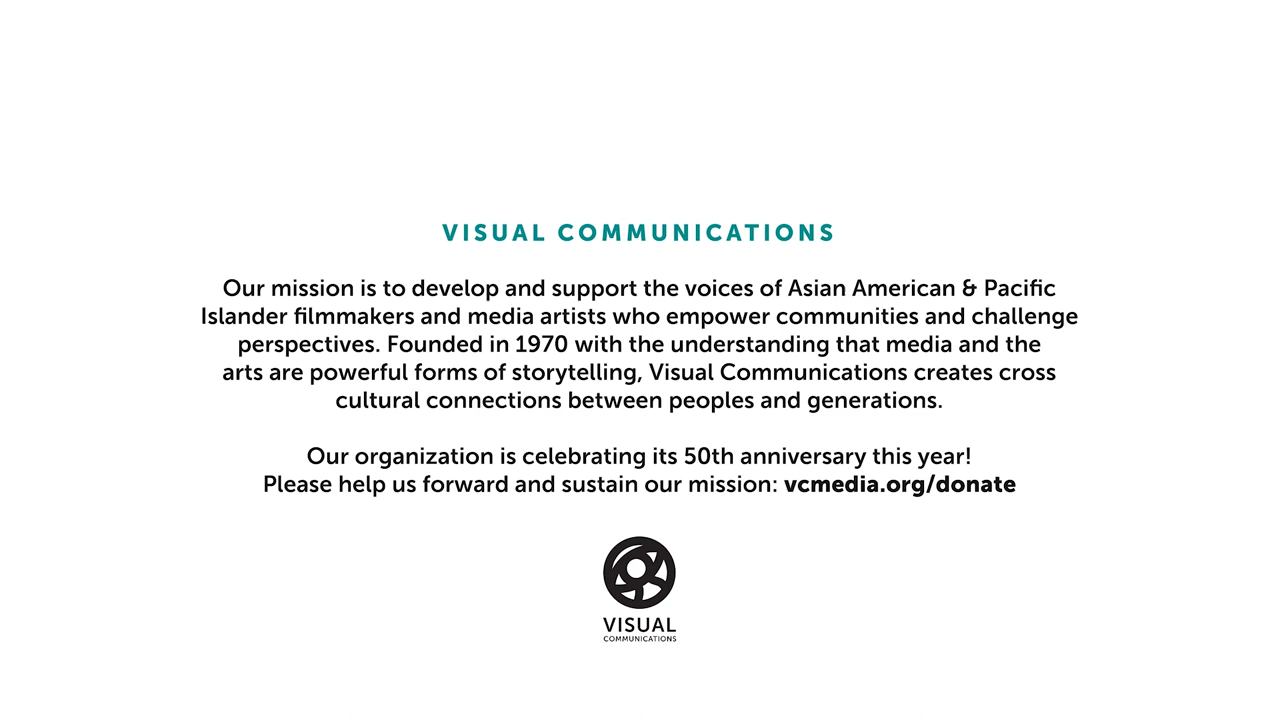 VISUAL COMMUNICATIONS
Our mission is to develop and support the voices of Asian American & Pacific
Islander filmmakers and media artists who empower communities and challenge
perspectives. Founded in 1970 with the understanding that media and the
arts are powerful forms of storytelling, Visual Communications creates cross
cultural connections between peoples and generations.
Our organization is celebrating its 50th anniversary this year!
Please help us forward and sustain our mission: vcmedia.org/donate
VISUAL
COMMUNICATIONS